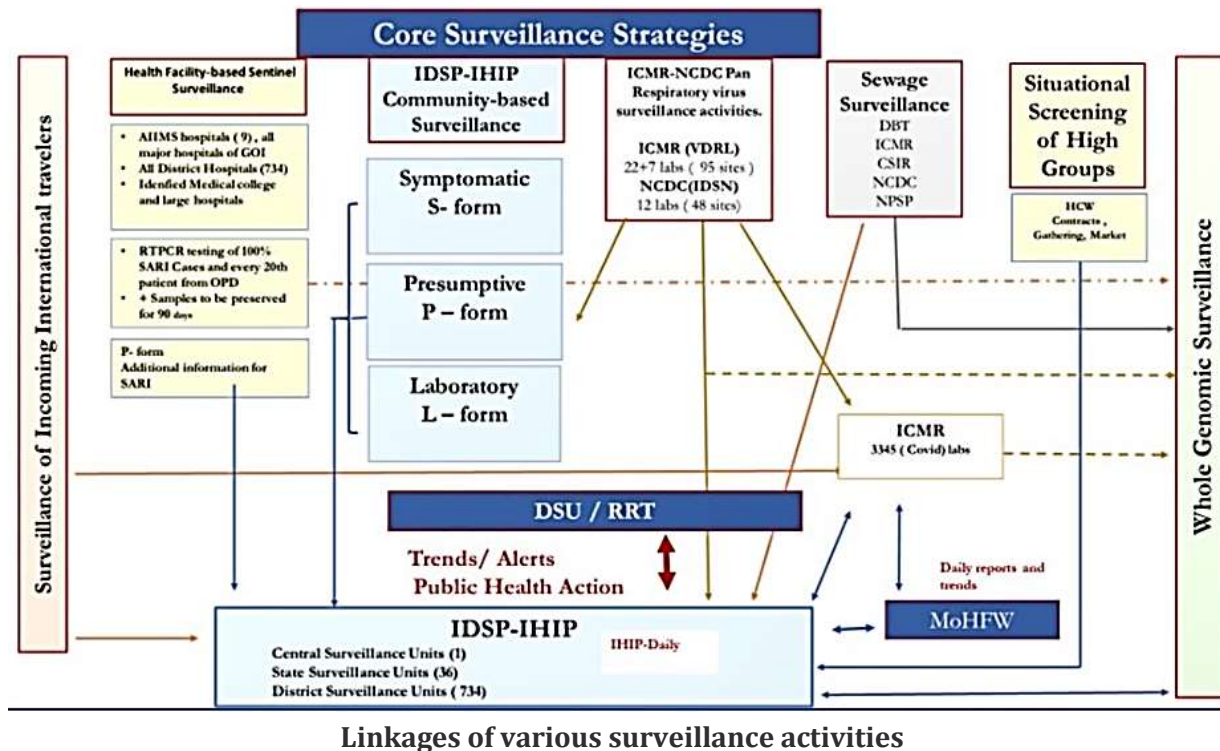 Core Surveillance Strategies
Surveillance of Incoming International travelers
Health Facility-based Sentinel
Surveillance
AIIMS hospitals ( 9) , all
major hospitals of GOI
All District Hospitals (734)
Idenfied Medical college
and large hospitals
RTPCR testing of 100%
SARI Cases and every 20th
patient from OPD
+ Samples to be preserved
for 90 days
P- form
Additional information for
SARI
IDSP-IHIP
Community-based
Surveillance
Symptomatic
S- form
Presumptive
P – form
Laboratory
L – form
ICMR-NCDC Pan
Respiratory virus
surveillance activities.
ICMR (VDRL)
22+7 labs ( 95 sites )
NCDC(IDSN)
12 labs ( 48 sites)
Sewage
Surveillance
DBT
ICMR
CSIR
NCDC
NPSP
Situational
Screening
of High
Groups
HCW
Contracts ,
Gathering, Market
Whole Genomic Surveillance
ICMR
3345 ( Covid) labs
DSU / RRT
Trends/ Alerts
Public Health Action
Daily reports and
trends
MoHFW
IDSP-IHIP
IHIP-Daily
Central Surveillance Units (1)
State Surveillance Units (36)
District Surveillance Units ( 734)
Linkages of various surveillance activities